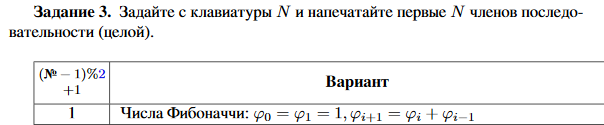 Задание 3. Задайте с клавиатуры N и напечатайте первые N членов последо-
вательности (целой).
(№ − 1)%2
+1
Вариант
1 Числа Фибоначчи: φ₀ = φ₁ = 1, φᵢ₊₁ = φᵢ + φᵢ₋₁